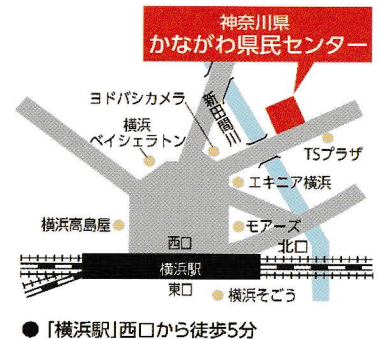 神奈川県
かながわ県民センター
ヨドバシカメラ
新田間川
横浜
ベイシェラトン
TSプラザ
エキニア横浜
横浜高島屋
モアーズ
西口
北口
横浜駅
東口
横浜そごう
●「横浜駅」西口から徒歩5分